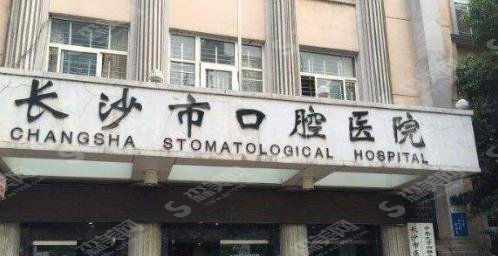 长沙市口腔医院
CHANGSHA STOMATOLOGICAL HOSPITAL